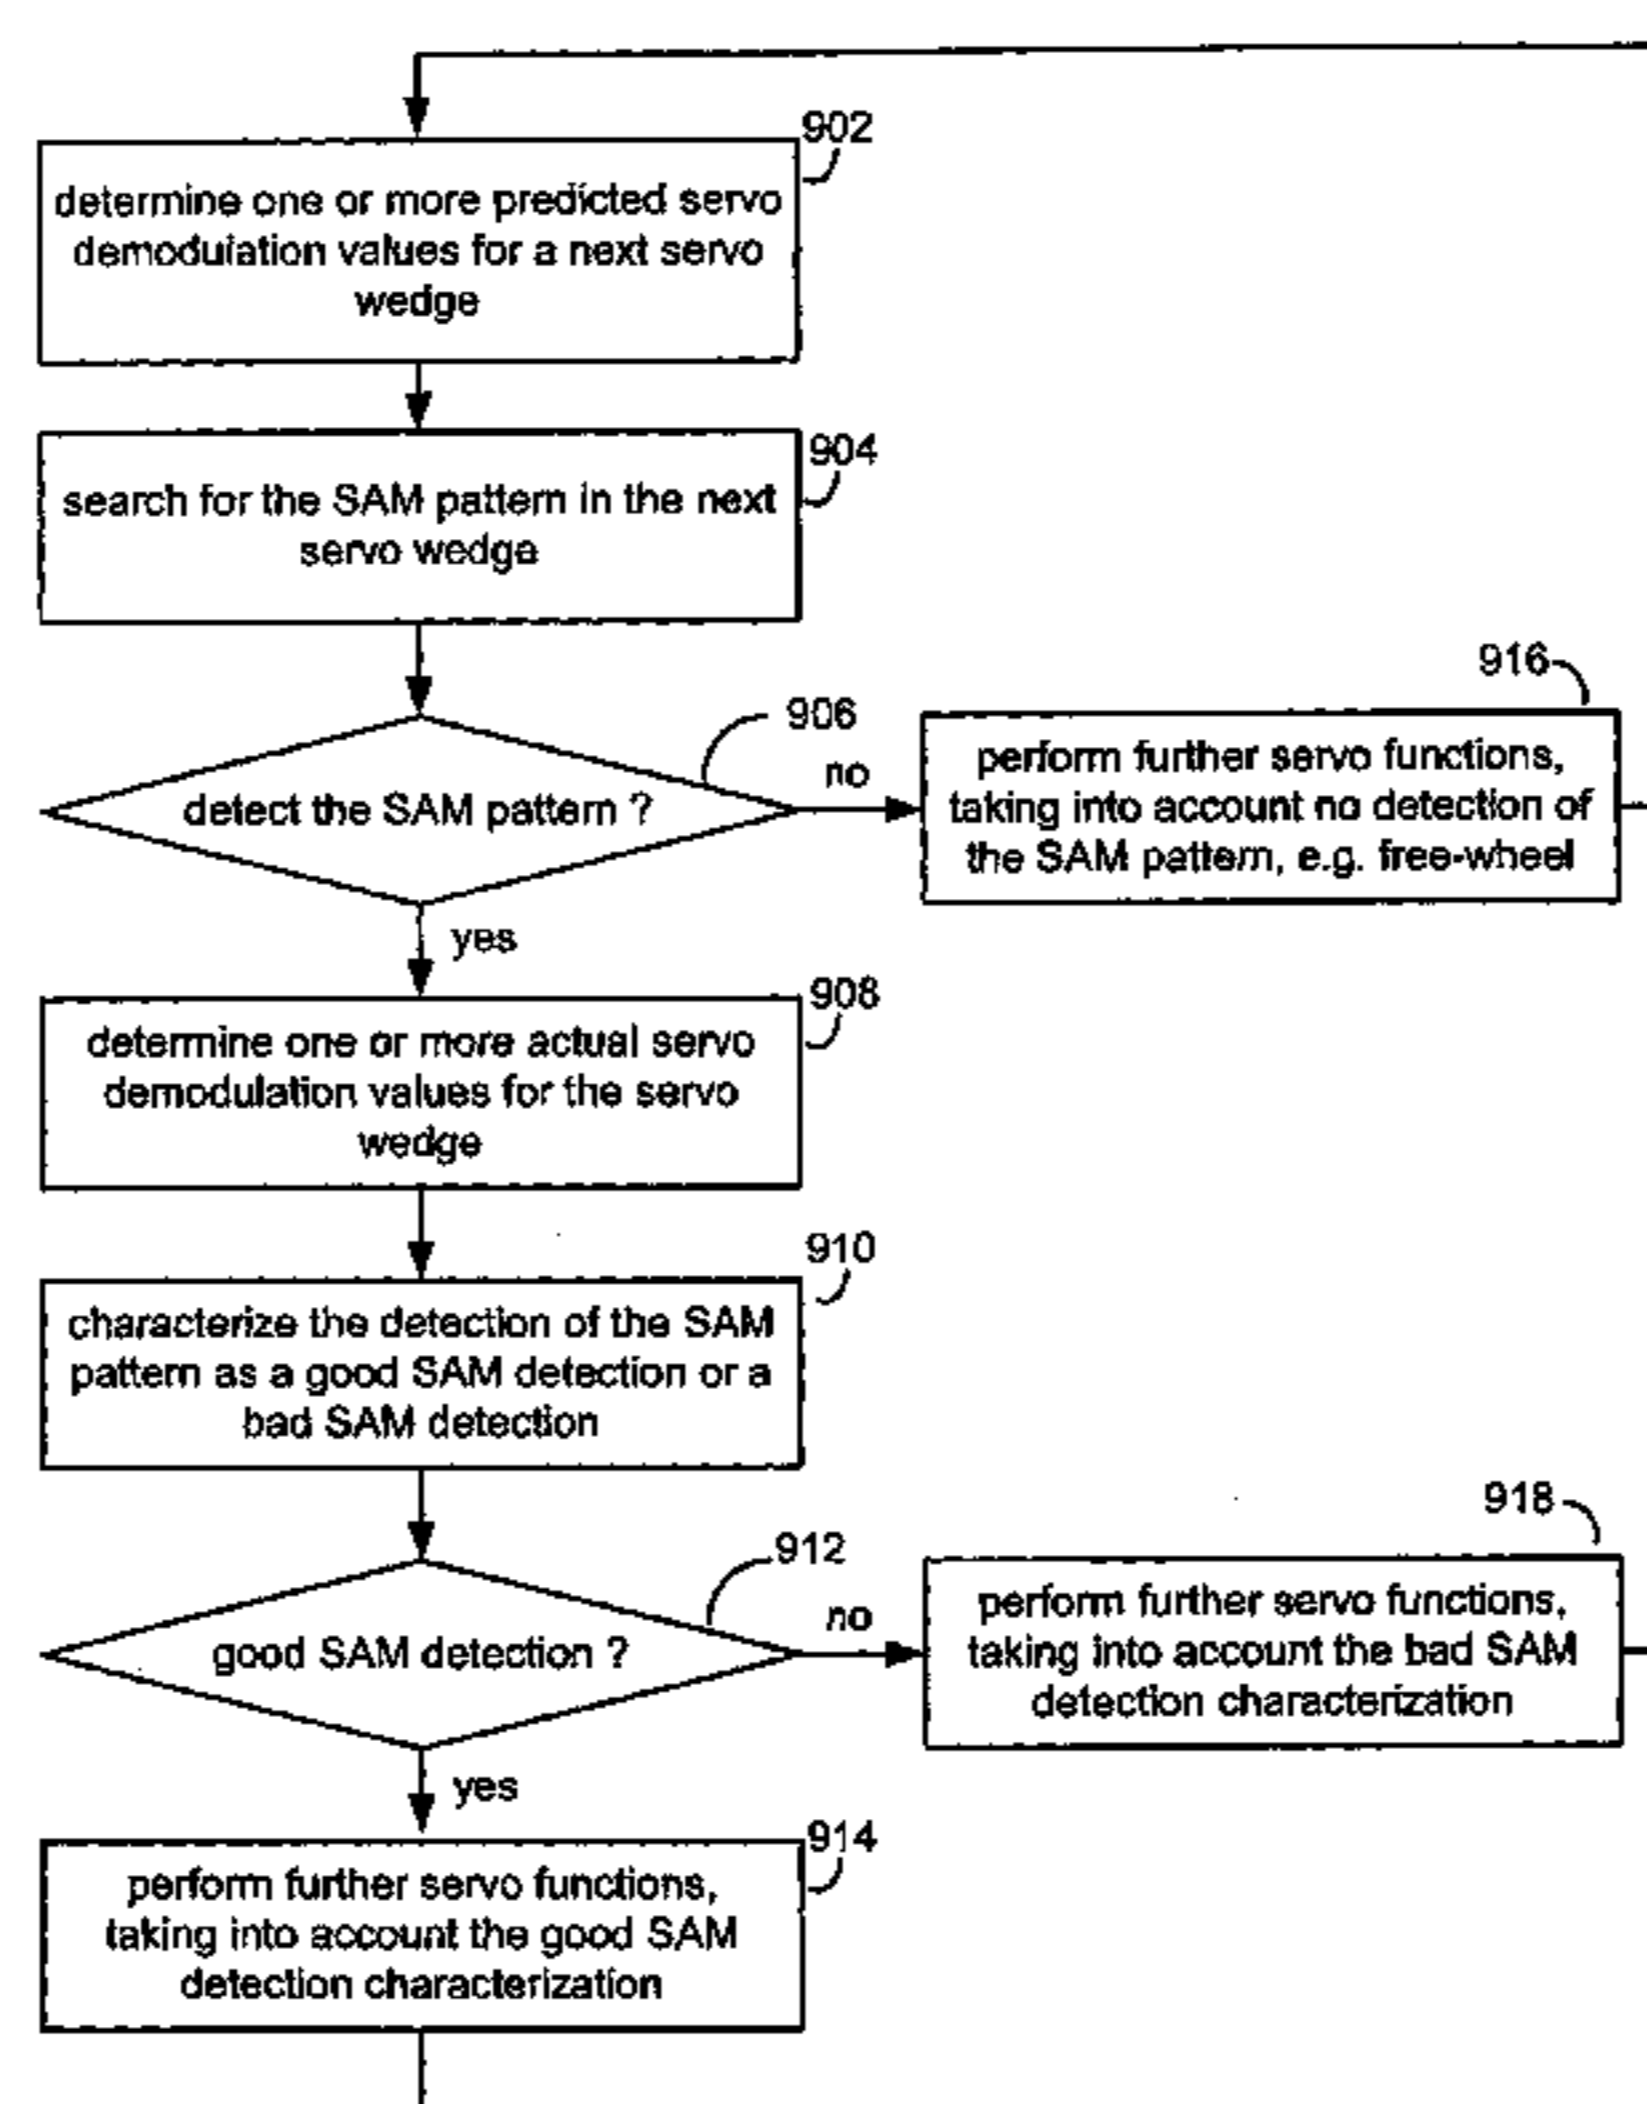 902
determine one or more predicted servo
demodulation values for a next servo
wedge
904
search for the SAM pattern in the next
servo wedge
906
detect the SAM pattern ?
no
yes
916
perform further servo functions,
taking into account no detection of
the SAM pattern, e.g. free-wheel
908
determine one or more actual servo
demodulation values for the servo
wedge
910
characterize the detection of the SAM
pattern as a good SAM detection or a
bad SAM detection
912
good SAM detection ?
no
yes
918
perform further servo functions,
taking into account the bad SAM
detection characterization
914
perform further servo functions,
taking into account the good SAM
detection characterization